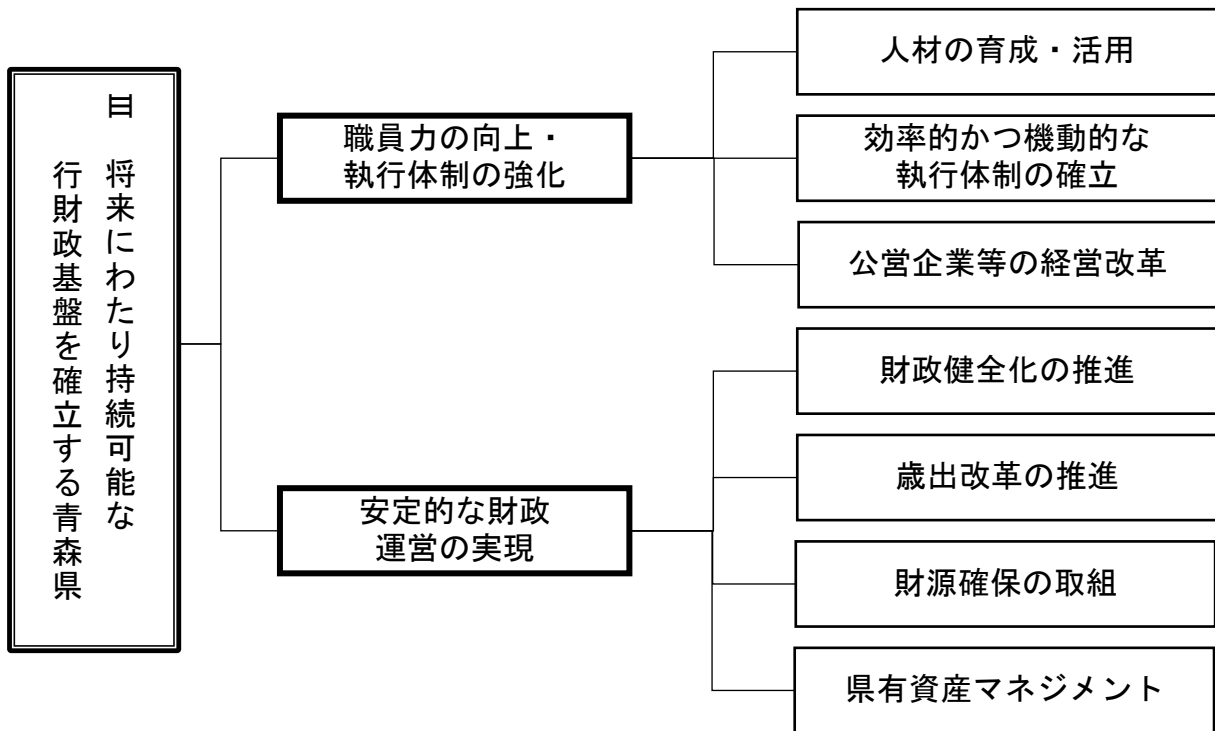 目　将来にわたり持続可能な
行財政基盤を確立する青森県
職員力の向上・
執行体制の強化
人材の育成・活用
効率的かつ機動的な
執行体制の確立
公営企業等の経営改革
安定的な財政
運営の実現
財政健全化の推進
歳出改革の推進
財源確保の取組
県有資産マネジメント